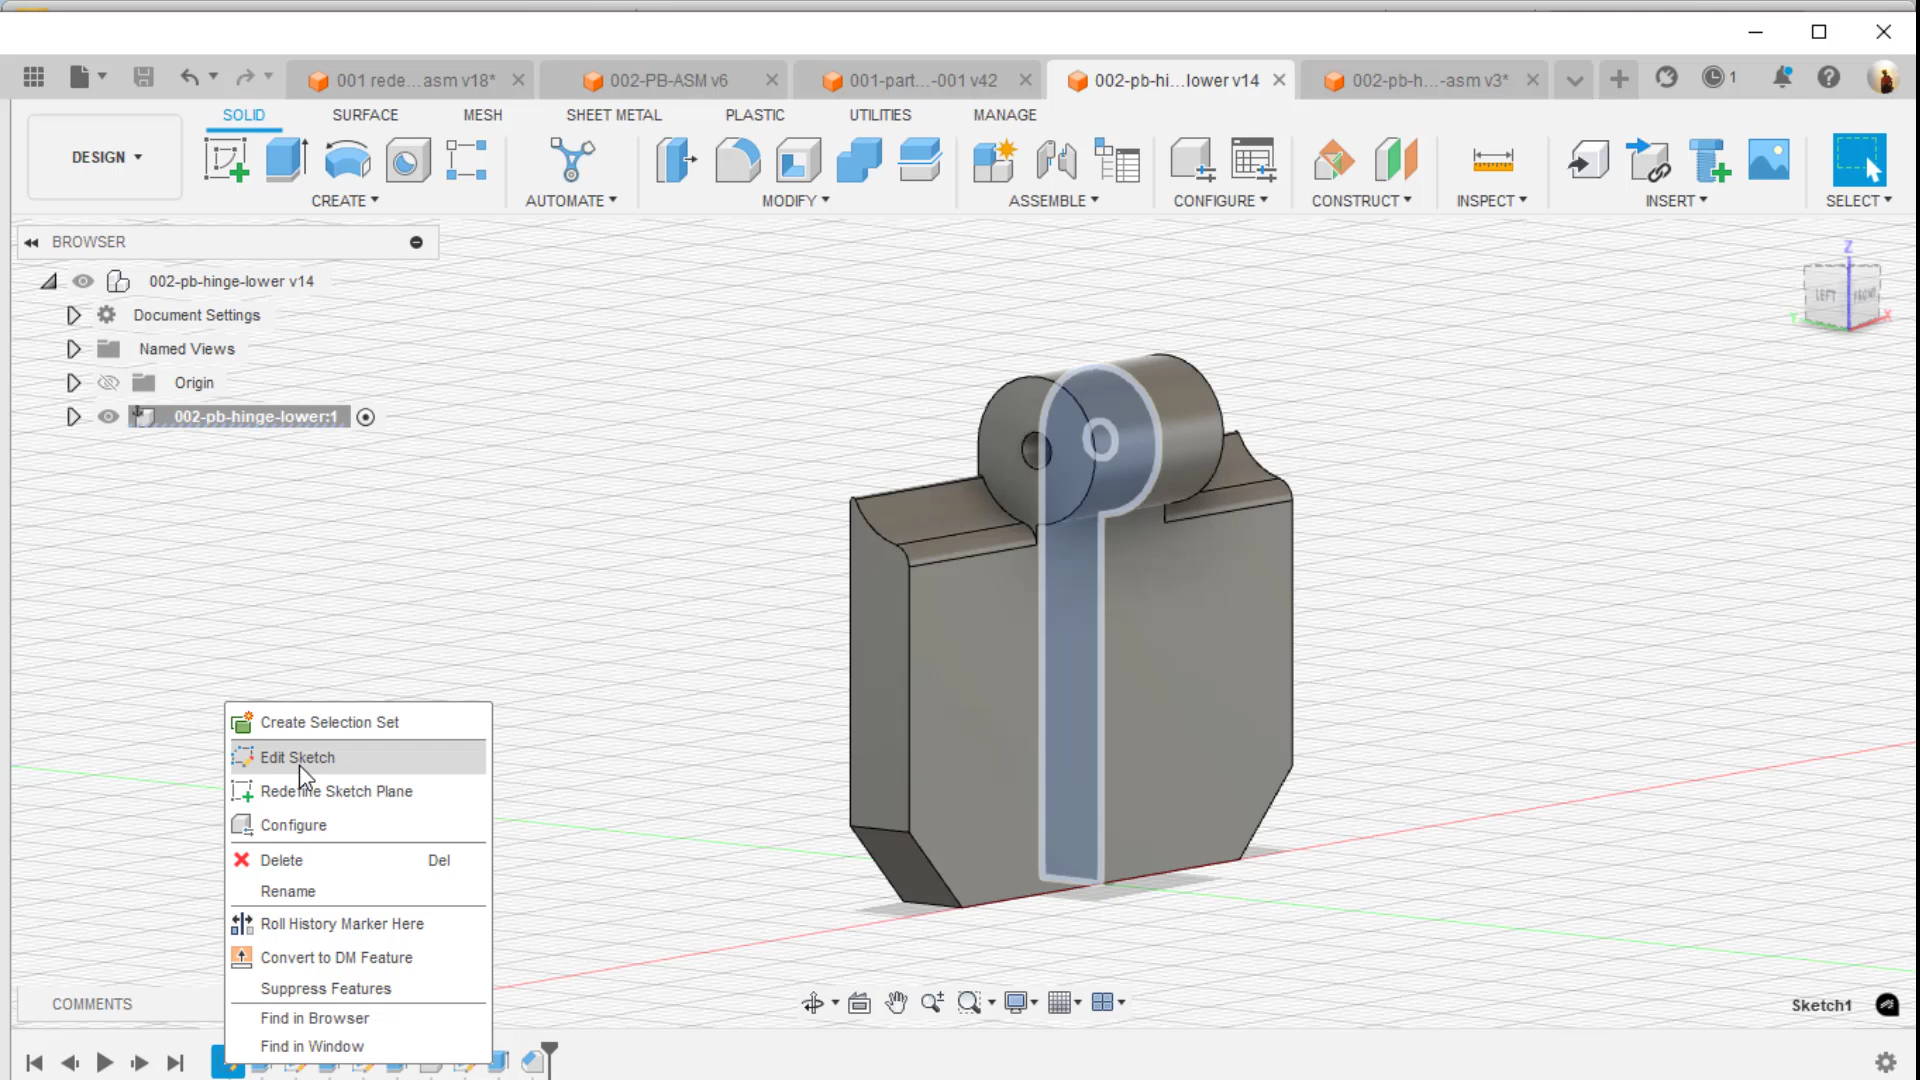 001 rede...asm v18*
002-PB-ASM v6
001-part...-001 v42
002-pb-hi...lower v14
002-pb-h...-asm v3*
1
SOLID
SURFACE
MESH
SHEET METAL
PLASTIC
UTILITIES
MANAGE
DESIGN
CREATE
AUTOMATE
MODIFY
ASSEMBLE
CONFIGURE
CONSTRUCT
INSPECT
INSERT
SELECT
BROWSER
002-pb-hinge-lower v14
Document Settings
Named Views
Origin
002-pb-hinge-lower:1
Z
LEFT
FRONT
Y
X
Create Selection Set
Edit Sketch
Redefine Sketch Plane
Configure
Delete Del
Rename
Roll History Marker Here
Convert to DM Feature
Suppress Features
Find in Browser
Find in Window
COMMENTS
Sketch1